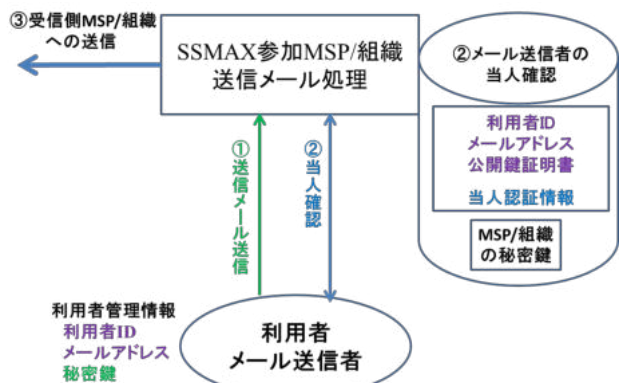 ③受信側MSP/組織
への送信
SSMAX参加MSP/組織
送信メール処理
②メール送信者の
当人確認
利用者ID
メールアドレス
公開鍵証明書
当人認証情報
MSP/組織
の秘密鍵
①送信メール送信
②当人確認
利用者管理情報
利用者ID
メールアドレス
秘密鍵
利用者
メール送信者